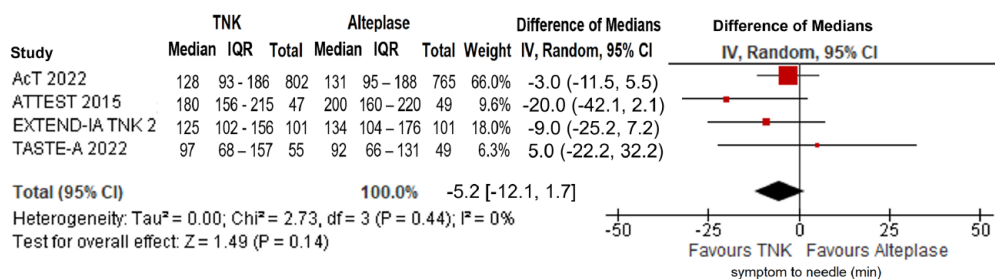 TNK Alteplase Difference of Medians Difference of Medians
Study Median IQR Total Median IQR Total Weight IV, Random, 95% CI IV, Random, 95% CI
AcT 2022 128 93 - 186 802 131 95 - 188 765 66.0% -3.0 (-11.5, 5.5)
ATTEST 2015 180 156 - 215 47 200 160 - 220 49 9.6% -20.0 (-42.1, 2.1)
EXTEND-IA TNK 2 125 102 - 156 101 134 104 - 176 101 18.0% -9.0 (-25.2, 7.2)
TASTE-A 2022 97 68 - 157 55 92 66 - 131 49 6.3% 5.0 (-22.2, 32.2)
Total (95% CI) 100.0% -5.2 [-12.1, 1.7]
Heterogeneity: Tau² = 0.00; Chi² = 2.73, df = 3 (P = 0.44); I² = 0%
Test for overall effect: Z = 1.49 (P = 0.14)
-50 -25 0 25 50
Favours TNK Favours Alteplase
symptom to needle (min)